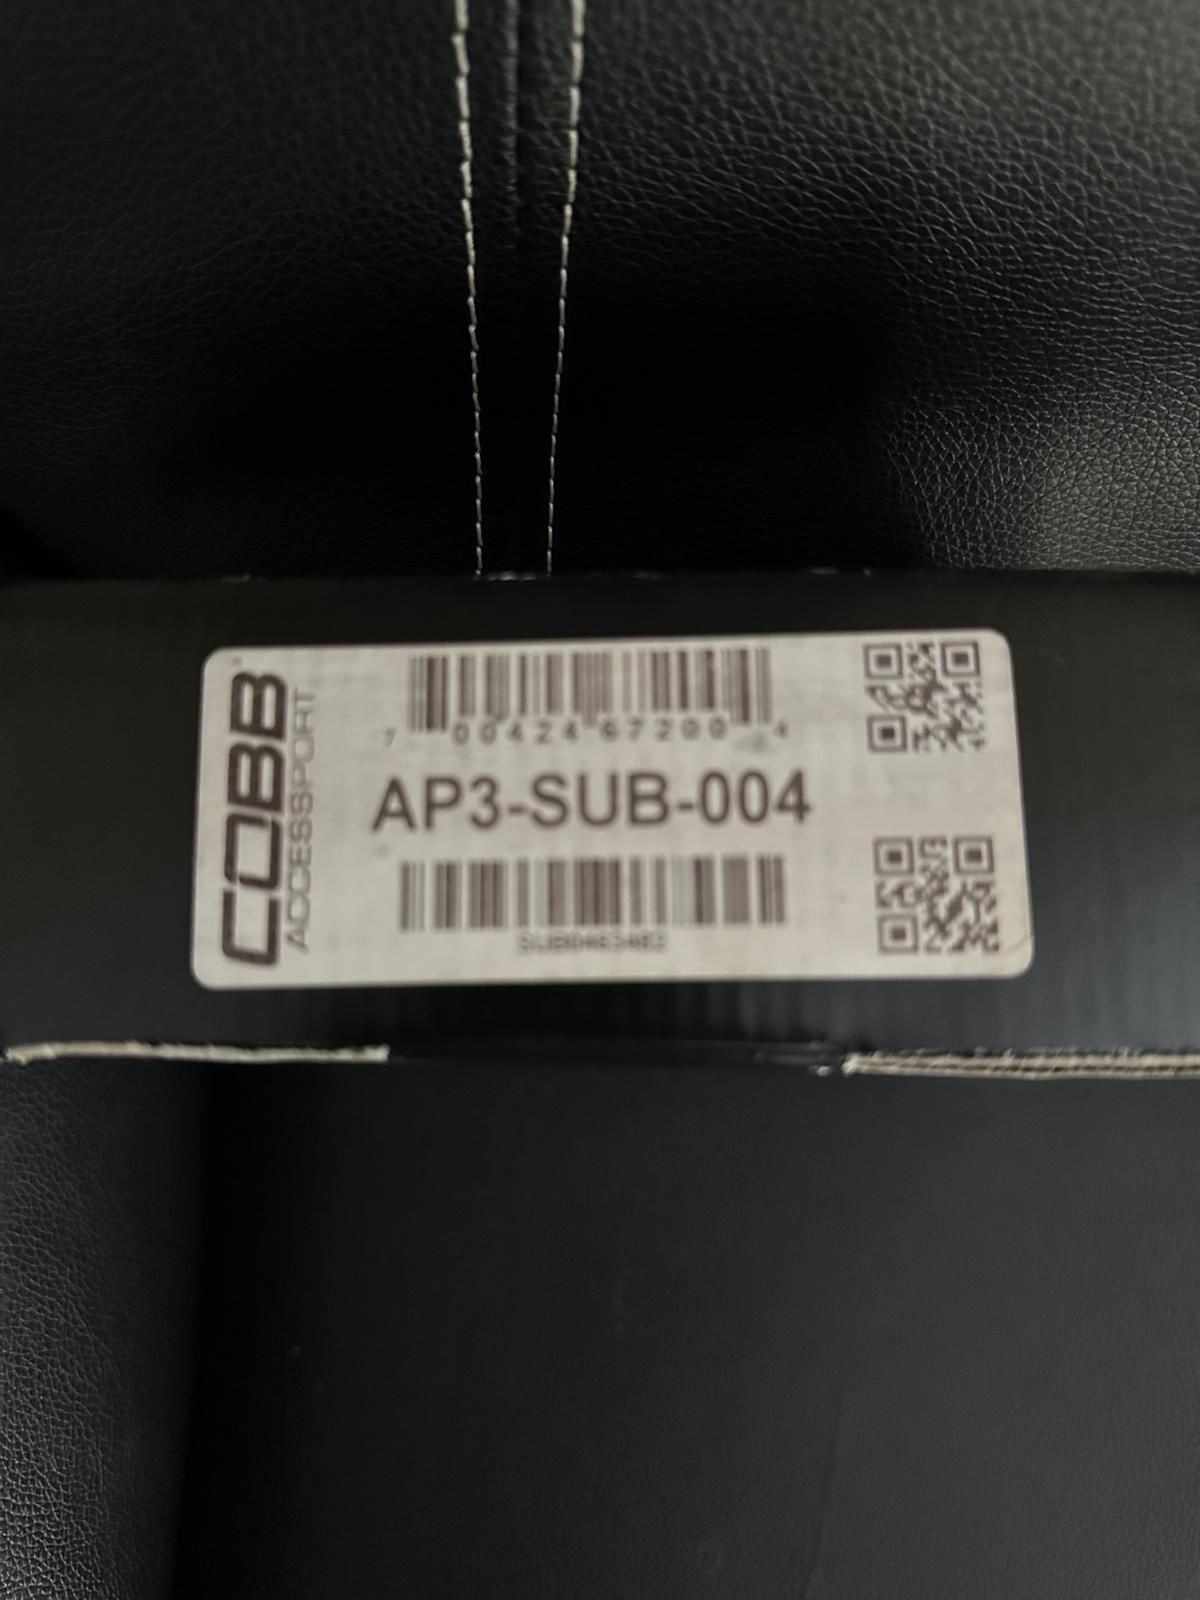 COBB
ACCESSPORT
7 00424 67290 4
AP3-SUB-004